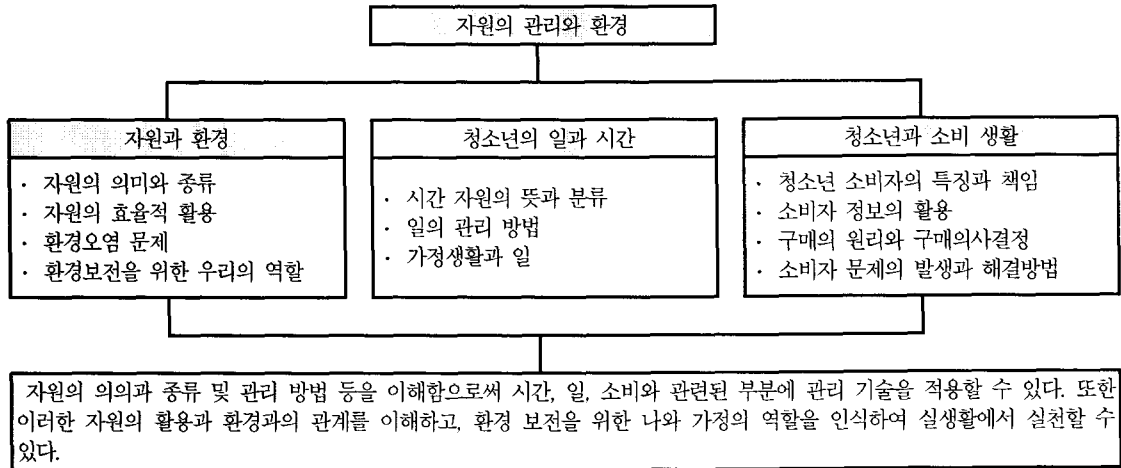 자원의 관리와 환경
자원과 환경
· 자원의 의미와 종류
· 자원의 효율적 활용
· 환경오염 문제
· 환경보전을 위한 우리의 역할
청소년의 일과 시간
· 시간 자원의 뜻과 분류
· 일의 관리 방법
· 가정생활과 일
청소년과 소비 생활
· 청소년 소비자의 특징과 책임
· 소비자 정보의 활용
· 구매의 원리와 구매의사결정
· 소비자 문제의 발생과 해결방법
자원의 의의과 종류 및 관리 방법 등을 이해함으로써 시간, 일, 소비와 관련된 부분에 관리 기술을 적용할 수 있다. 또한
이러한 자원의 활용과 환경과의 관계를 이해하고, 환경 보전을 위한 나와 가정의 역할을 인식하여 실생활에서 실천할 수
있다.